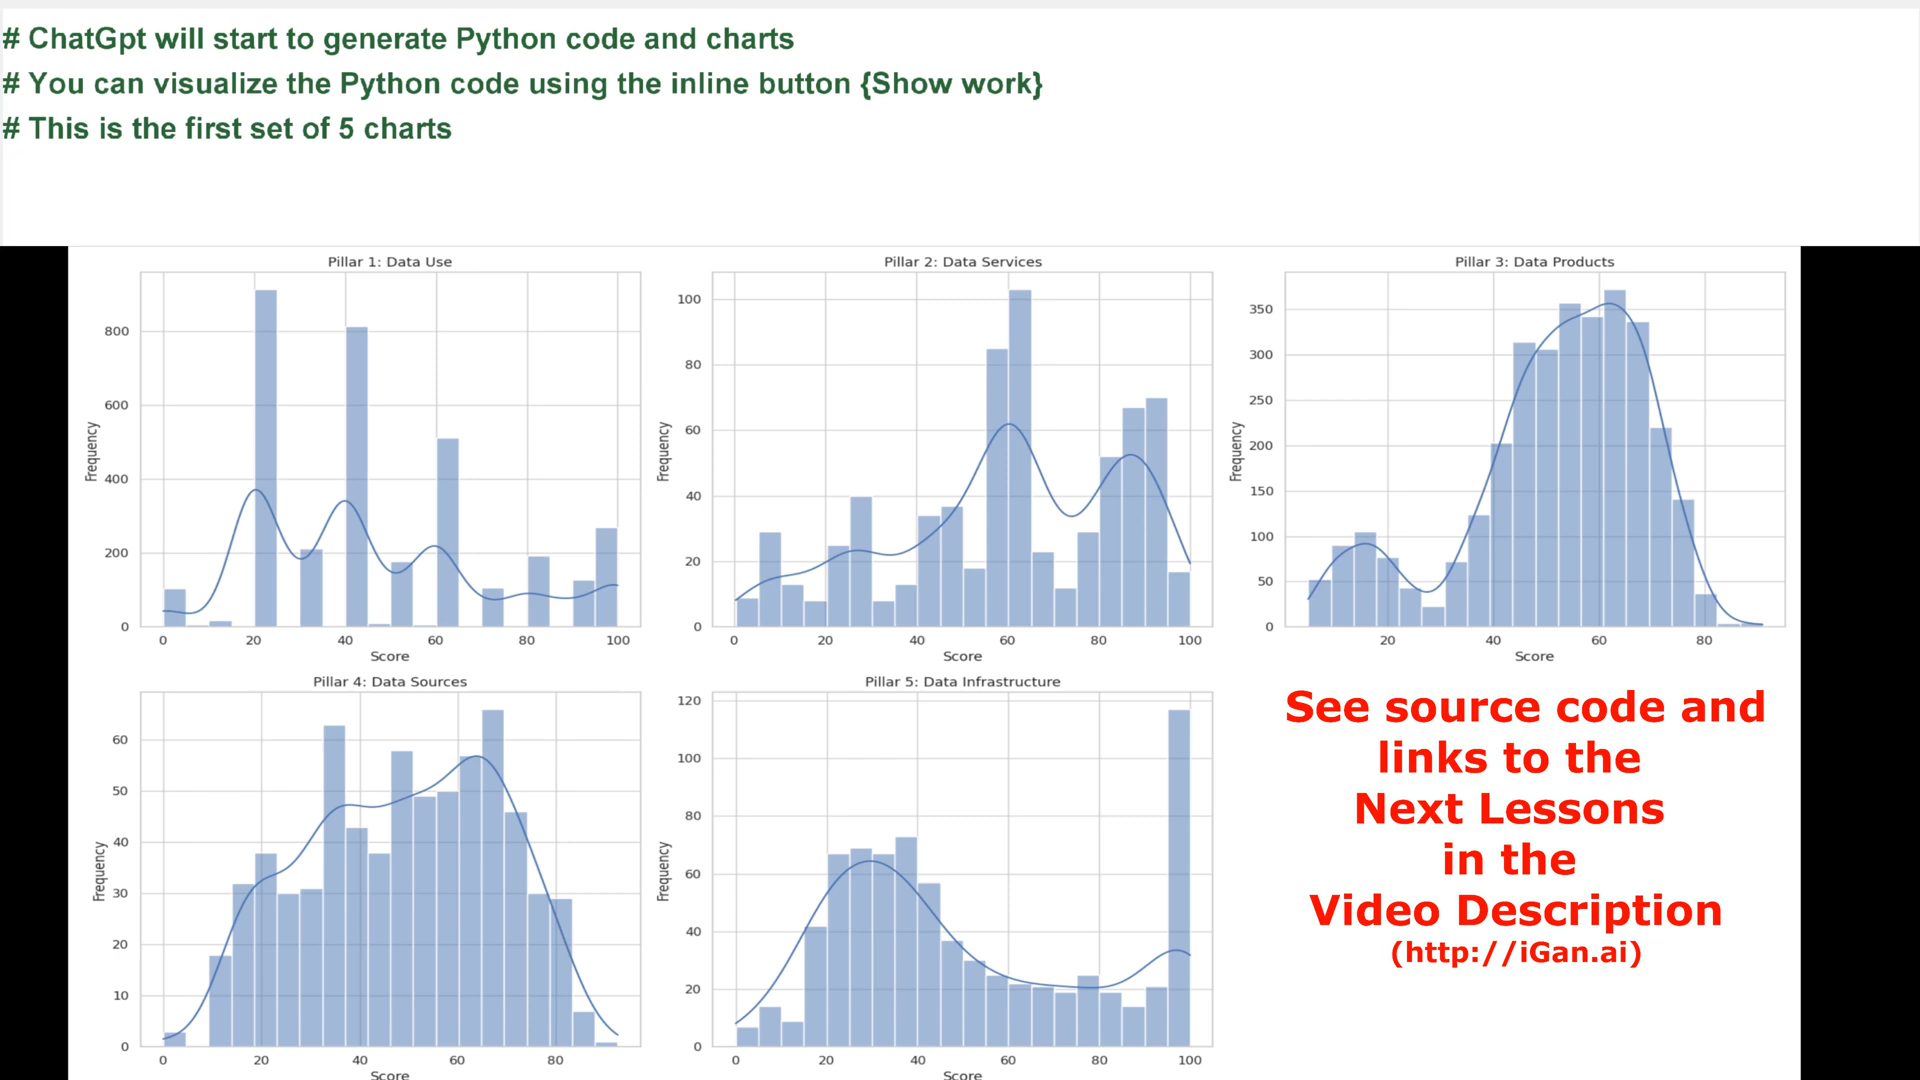 # ChatGpt will start to generate Python code and charts
# You can visualize the Python code using the inline button {Show work}
# This is the first set of 5 charts
Pillar 1: Data Use
800
600
400
200
0
Frequency
0 20 40 60 80 100
Score
Pillar 2: Data Services
100
80
60
40
20
0
Frequency
0 20 40 60 80 100
Score
Pillar 3: Data Products
350
300
250
200
150
100
50
0
Frequency
20 40 60 80
Score
Pillar 4: Data Sources
60
50
40
30
20
10
0
Frequency
0 20 40 60 80
Score
Pillar 5: Data Infrastructure
120
100
80
60
40
20
0
Frequency
0 20 40 60 80 100
Score
See source code and
links to the
Next Lessons
in the
Video Description
(http://iGan.ai)